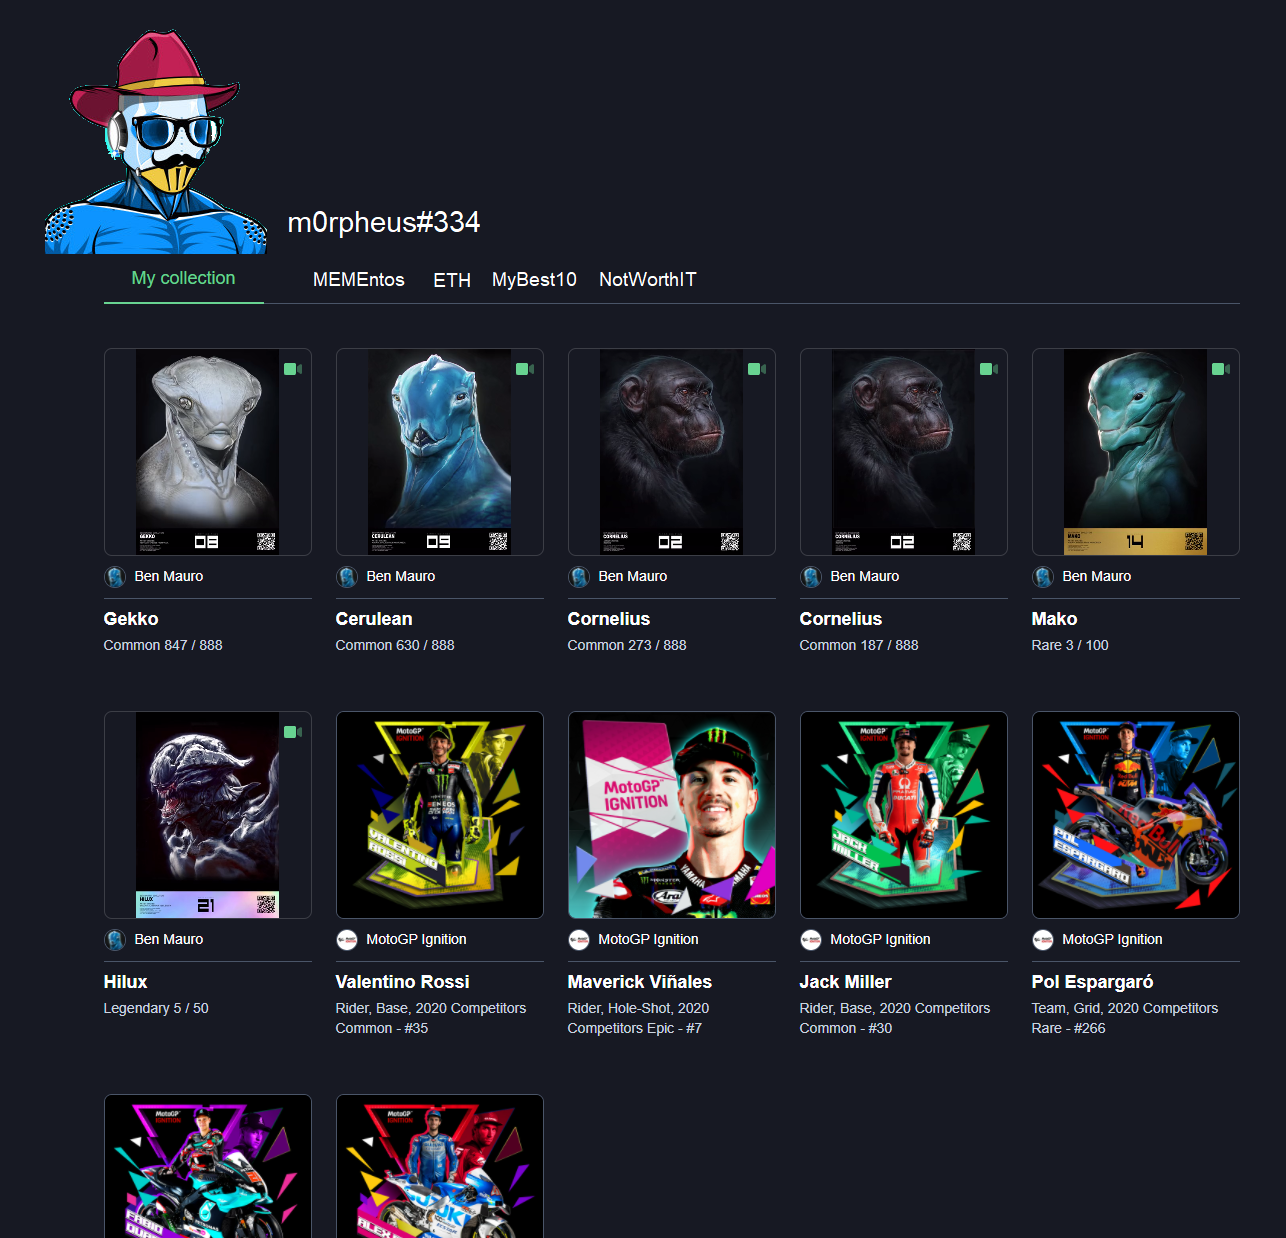 m0rpheus#334
My collection
MEMEntos
ETH
MyBest10
NotWorthIT
GEKKO
08
CERULEAN
09
CORNELIUS
02
CORNELIUS
02
MAKO
14
Ben Mauro
Ben Mauro
Ben Mauro
Ben Mauro
Ben Mauro
Gekko
Cerulean
Cornelius
Cornelius
Mako
Common 847 / 888
Common 630 / 888
Common 273 / 888
Common 187 / 888
Rare 3 / 100
HILUX
21
MotoGP
IGNITION
VALENTINO
ROSSI
MotoGP
IGNITION
YAMAHA
MotoGP
IGNITION
JACK
MILLER
MotoGP
IGNITION
POL
ESPARGARO
Ben Mauro
MotoGP Ignition
MotoGP Ignition
MotoGP Ignition
MotoGP Ignition
Hilux
Valentino Rossi
Maverick Viñales
Jack Miller
Pol Espargaró
Legendary 5 / 50
Rider, Base, 2020 Competitors
Common - #35
Rider, Hole-Shot, 2020
Competitors Epic - #7
Rider, Base, 2020 Competitors
Common - #30
Team, Grid, 2020 Competitors
Rare - #266
MotoGP
IGNITION
FABIO
MotoGP
IGNITION
SUZUKI
ALEX